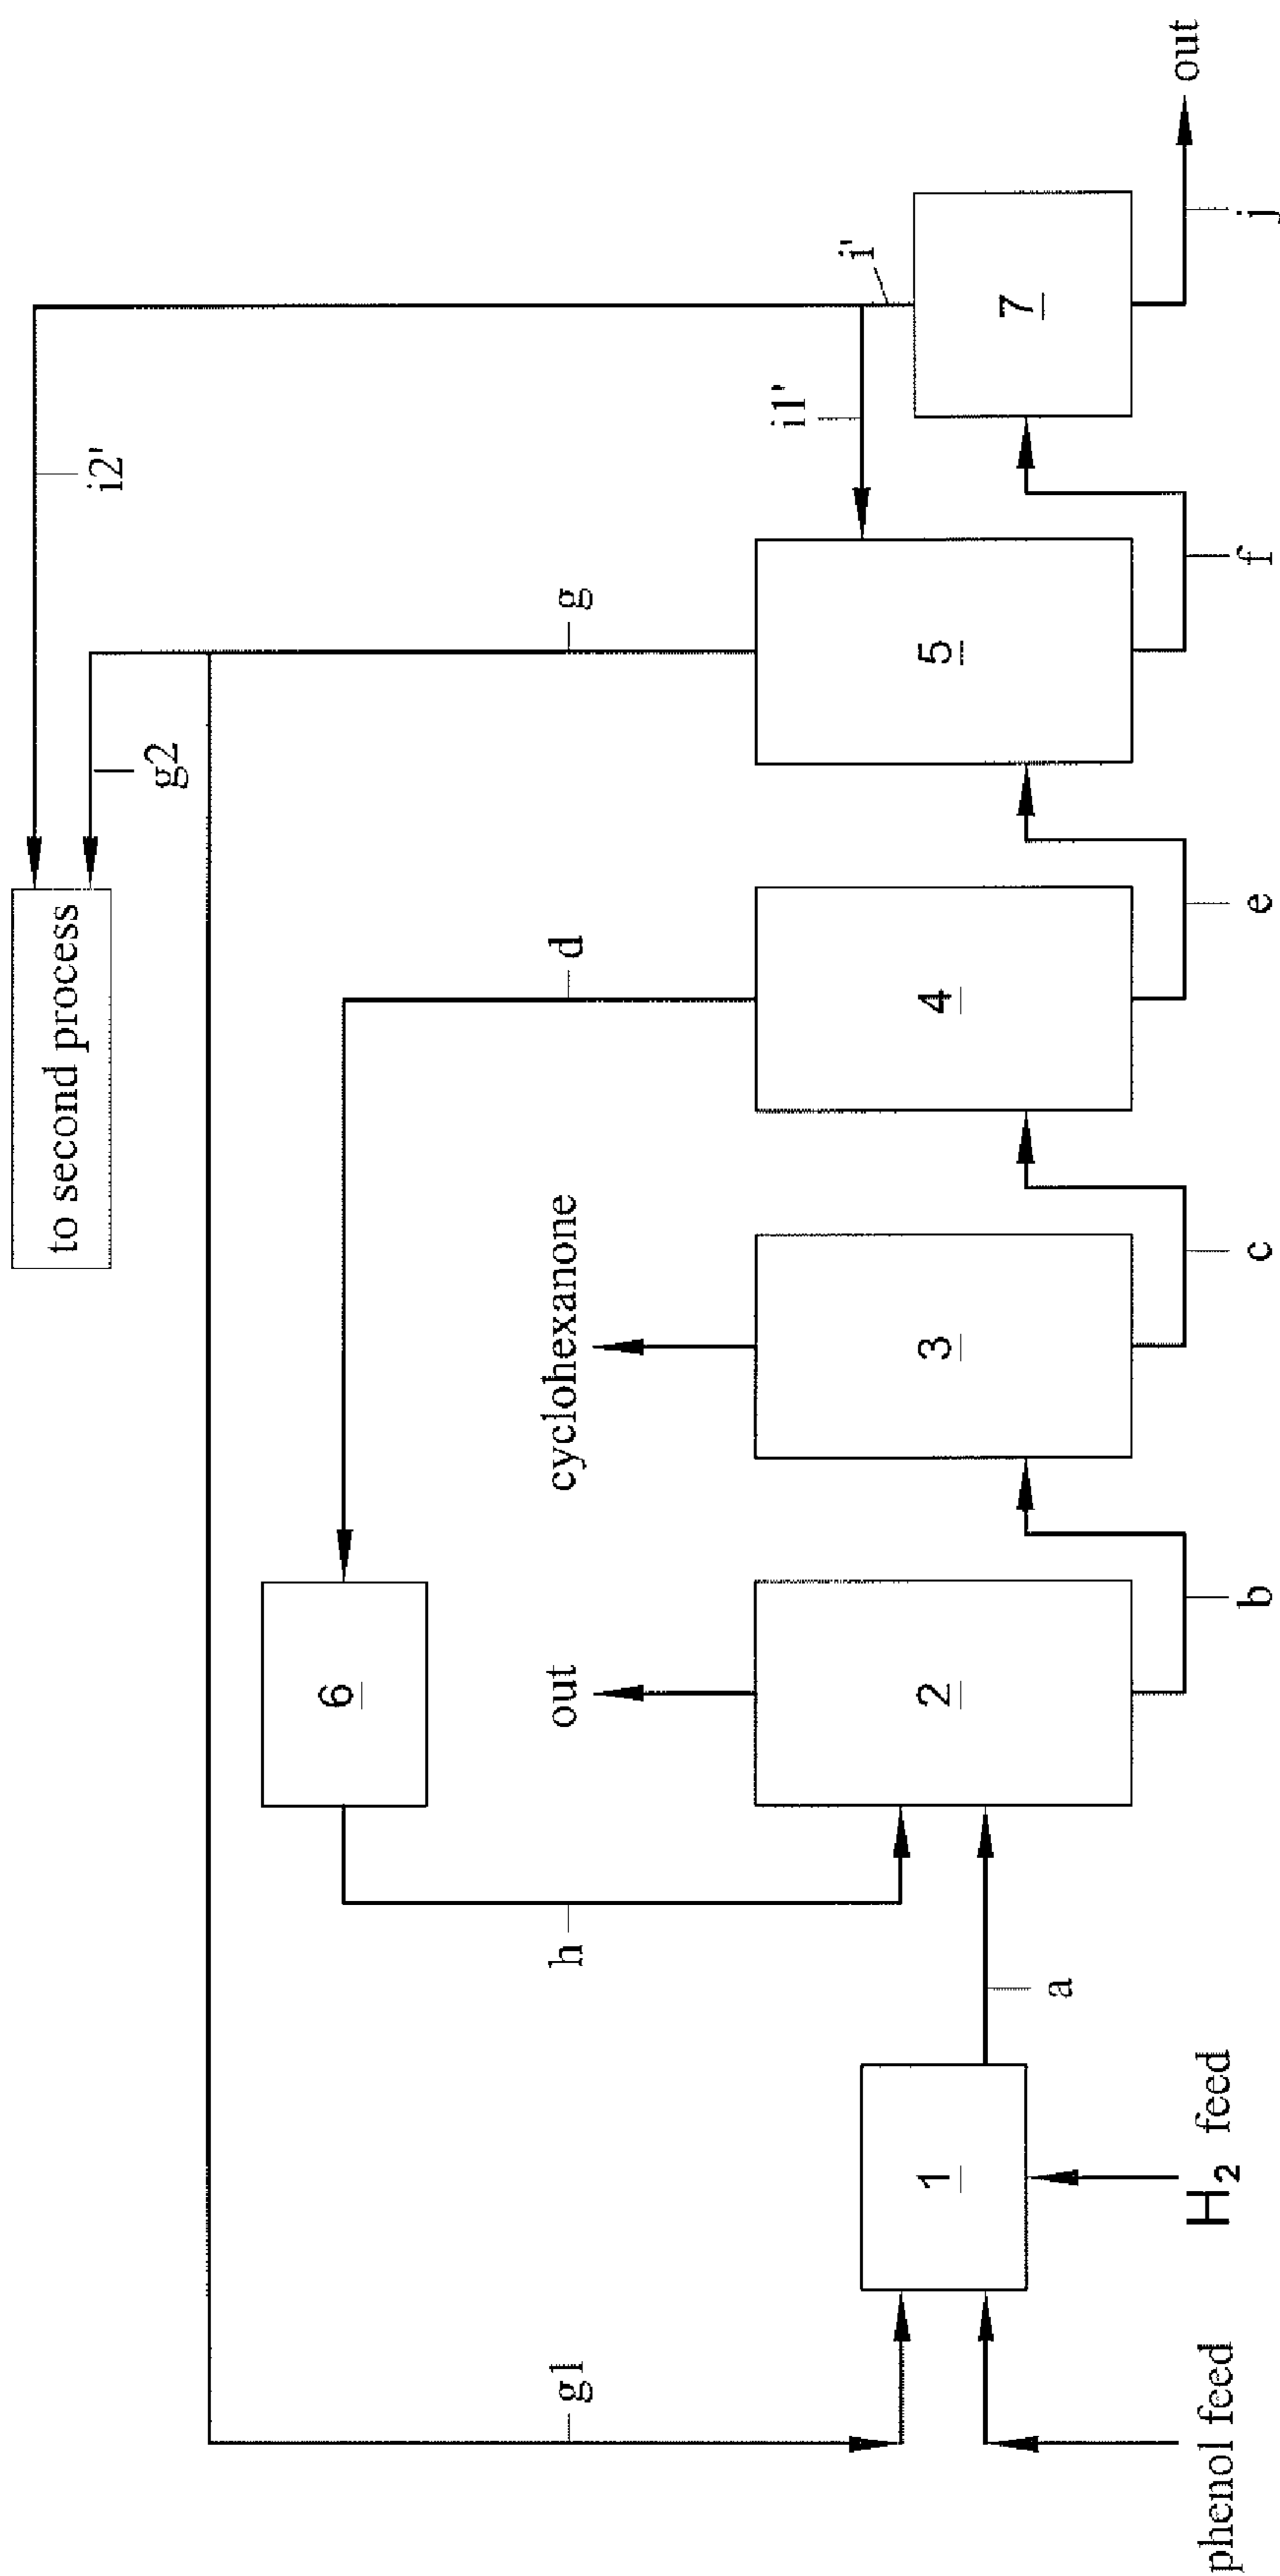 to second process
i2'
g2
g1
g
d
h
6
out
cyclohexanone
i'
i1'
1
2
3
4
5
7
a
phenol feed
H₂ feed
b
c
e
f
j
out